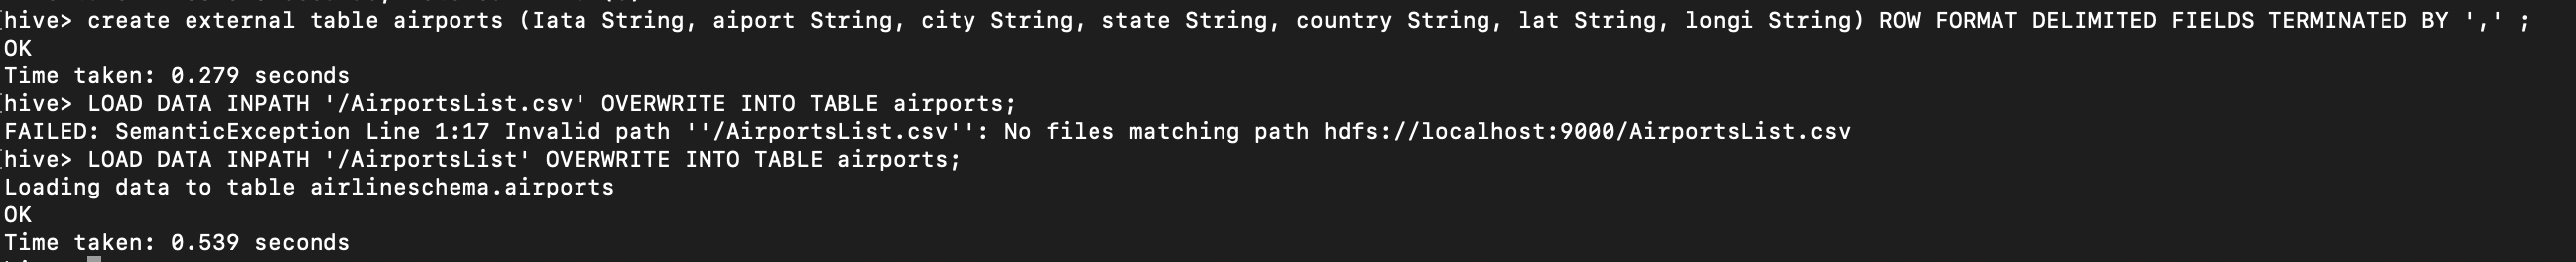 hive> create external table airports (Iata String, aiport String, city String, state String, country String, lat String, longi String) ROW FORMAT DELIMITED FIELDS TERMINATED BY ',' ;
OK
Time taken: 0.279 seconds
hive> LOAD DATA INPATH '/AirportsList.csv' OVERWRITE INTO TABLE airports;
FAILED: SemanticException Line 1:17 Invalid path ''/AirportsList.csv'': No files matching path hdfs://localhost:9000/AirportsList.csv
hive> LOAD DATA INPATH '/AirportsList' OVERWRITE INTO TABLE airports;
Loading data to table airlineschema.airports
OK
Time taken: 0.539 seconds